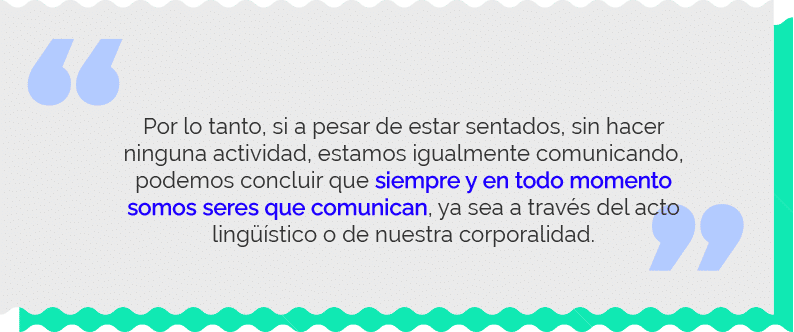 Por lo tanto, si a pesar de estar sentados, sin hacer
ninguna actividad, estamos igualmente comunicando,
podemos concluir que siempre y en todo momento
somos seres que comunican, ya sea a través del acto
lingüístico o de nuestra corporalidad.